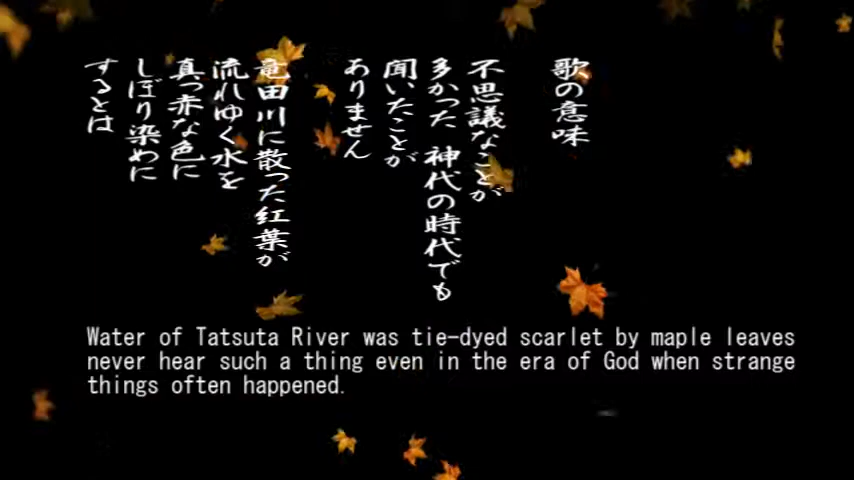 歌の意味
不思議なことが
多かった 神代の時代でも
聞いたことが
ありません
竜田川に散った紅葉が
流れゆく水を
真っ赤な色に
しぼり染めに
するとは
Water of Tatsuta River was tie-dyed scarlet by maple leaves
never hear such a thing even in the era of God when strange
things often happened.